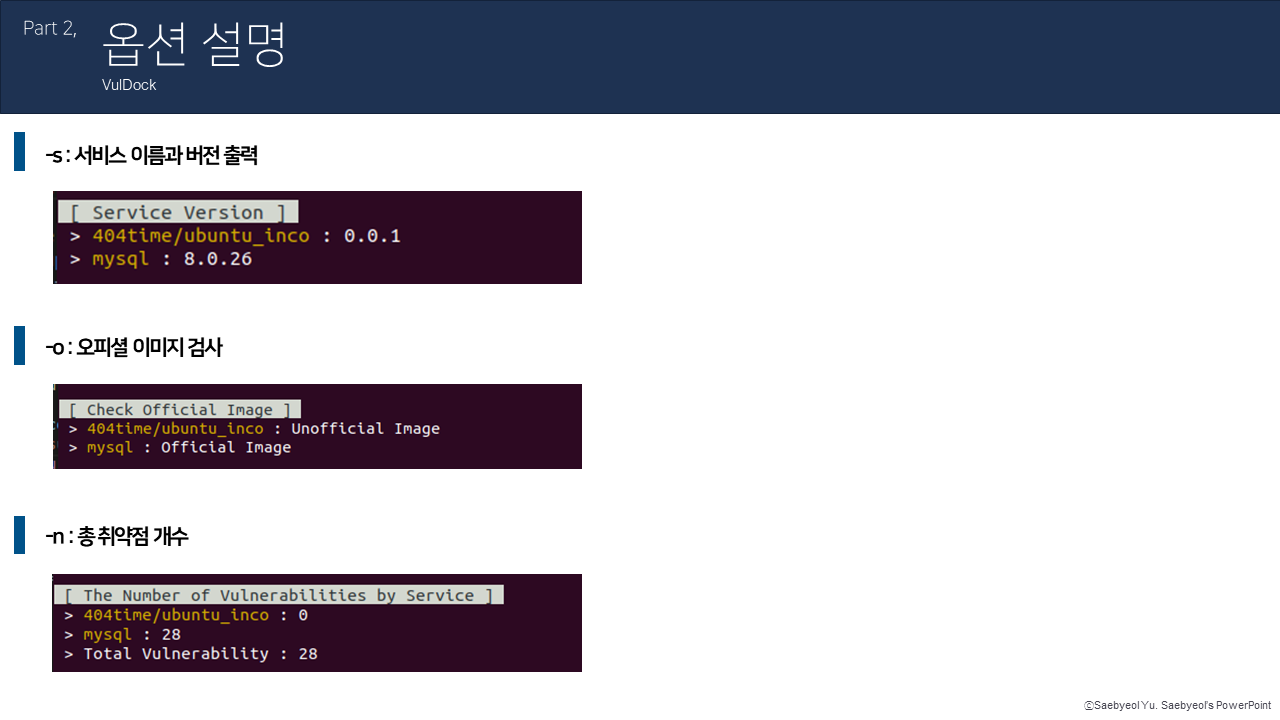 Part 2,
옵션 설명
VulDock
-s : 서비스 이름과 버전 출력
[ Service Version ]
> 404time/ubuntu_inco : 0.0.1
> mysql : 8.0.26
-o : 오피셜 이미지 검사
[ Check Official Image ]
> 404time/ubuntu_inco : Unofficial Image
> mysql : Official Image
-n : 총 취약점 개수
[ The Number of Vulnerabilities by Service ]
> 404time/ubuntu_inco : 0
> mysql : 28
> Total Vulnerability : 28
ⓒSaebyeol Yu. Saebyeol's PowerPoint